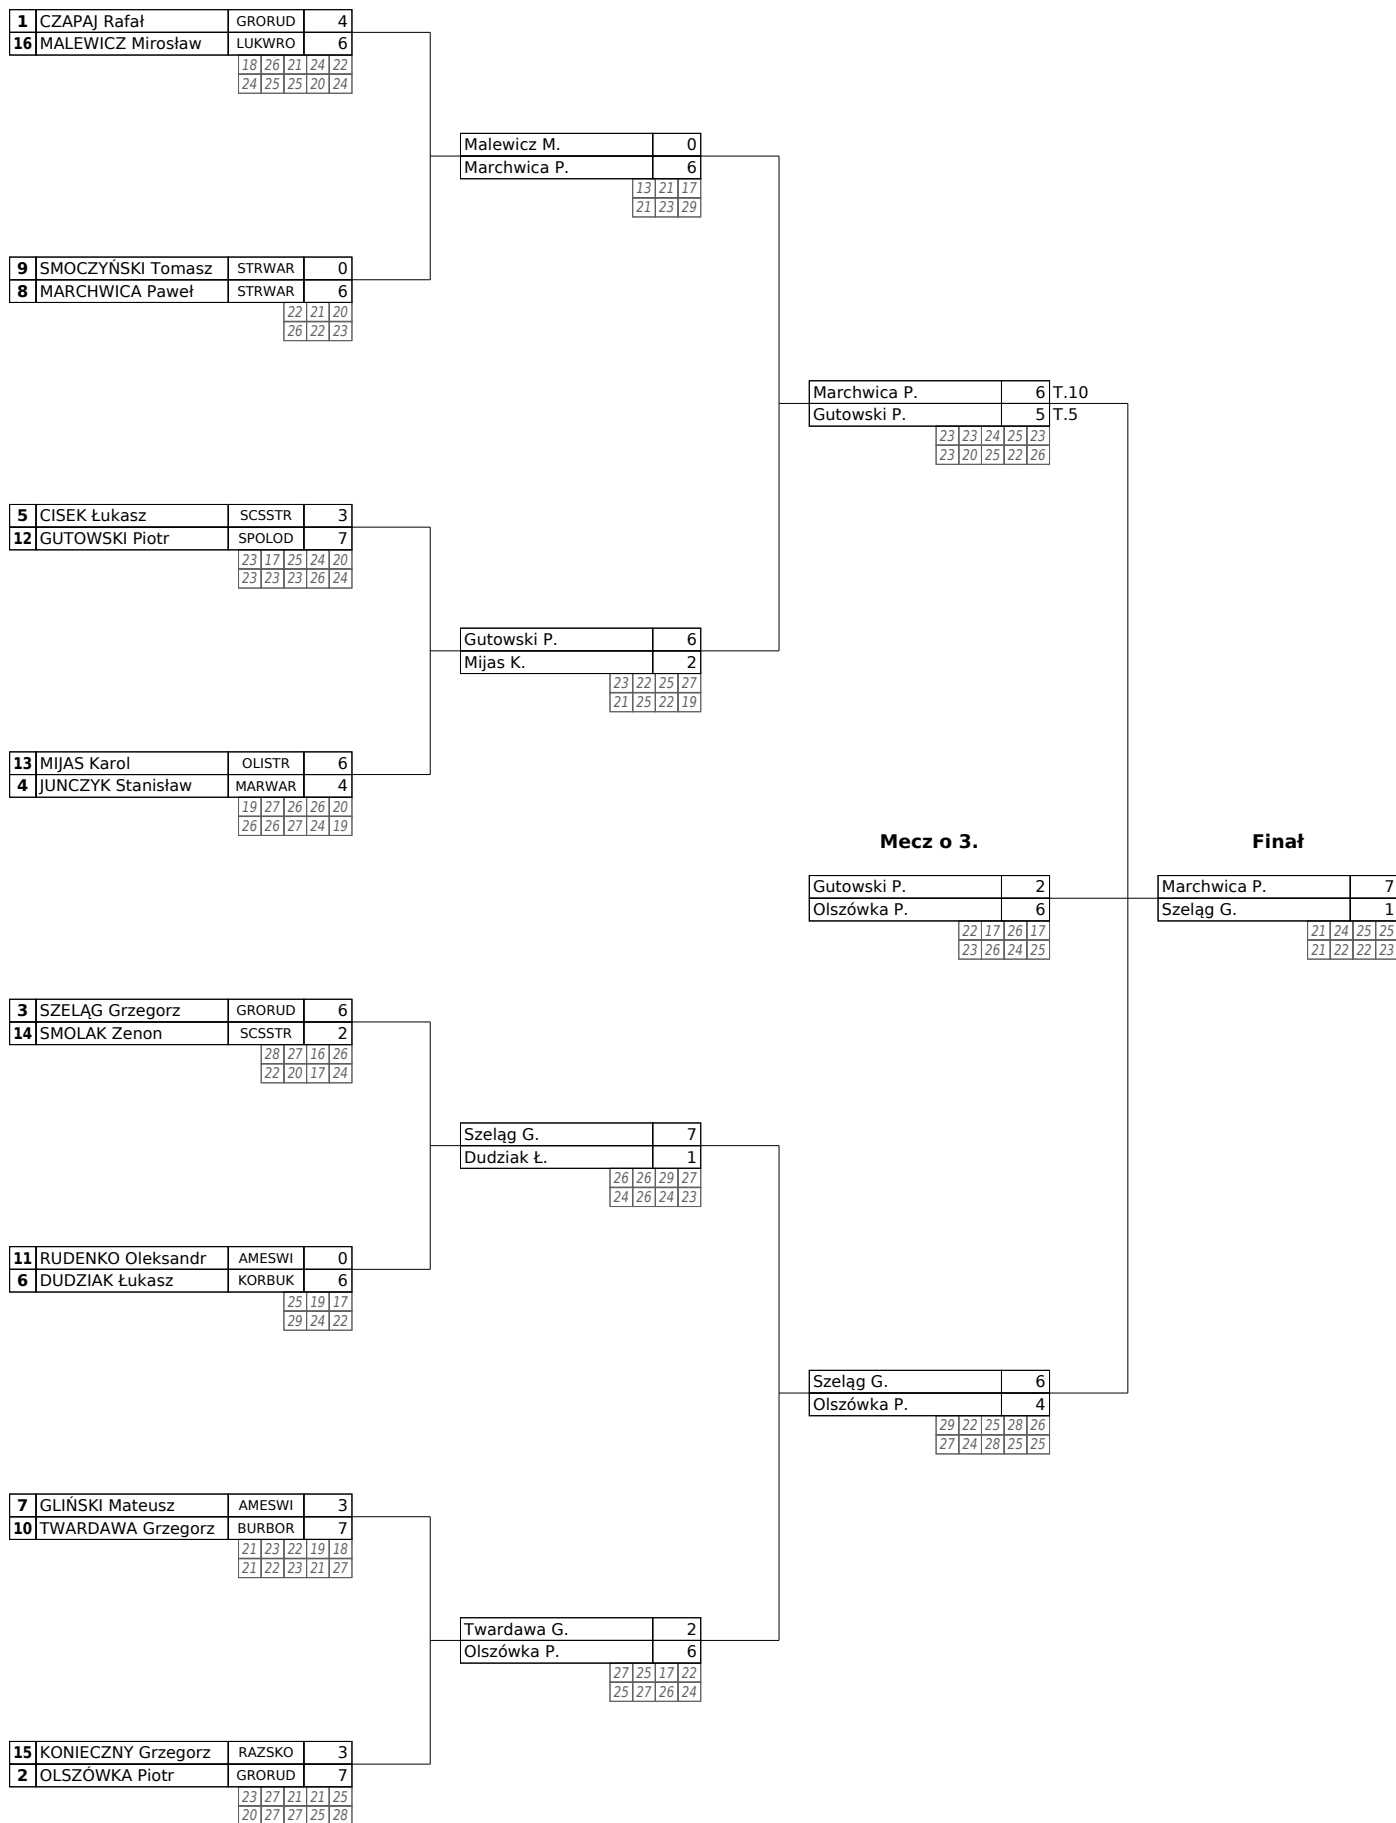 1 CZAPAJ Rafał GRORUD 4
16 MALEWICZ Mirosław LUKWRO 6
18 26 21 24 22
24 25 25 20 24
Malewicz M. 0
Marchwica P. 6
13 21 17
21 23 29
9 SMOCZYŃSKI Tomasz STRWAR 0
8 MARCHWICA Paweł STRWAR 6
22 21 20
26 22 23
Marchwica P. 6 T.10
Gutowski P. 5 T.5
23 23 24 25 23
23 20 25 22 26
5 CISEK Łukasz SCSSTR 3
12 GUTOWSKI Piotr SPOLOD 7
23 17 25 24 20
23 23 23 26 24
Gutowski P. 6
Mijas K. 2
23 22 25 27
21 25 22 19
13 MIJAS Karol OLISTR 6
4 JUNCZYK Stanisław MARWAR 4
19 27 26 26 20
26 26 27 24 19
Mecz o 3. Finał
Gutowski P. 2 Marchwica P. 7
Olszówka P. 6 Szeląg G. 1
22 17 26 17 21 24 25 25
23 26 24 25 21 22 22 23
3 SZELĄG Grzegorz GRORUD 6
14 SMOLAK Zenon SCSSTR 2
28 27 16 26
22 20 17 24
Szeląg G. 7
Dudziak Ł. 1
26 26 29 27
24 26 24 23
11 RUDENKO Oleksandr AMESWI 0
6 DUDZIAK Łukasz KORBUK 6
25 19 17
29 24 22
Szeląg G. 6
Olszówka P. 4
29 22 25 28 26
27 24 28 25 25
7 GLIŃSKI Mateusz AMESWI 3
10 TWARDAWA Grzegorz BURBOR 7
21 23 22 19 18
21 22 23 21 27
Twardawa G. 2
Olszówka P. 6
27 25 17 22
25 27 26 24
15 KONIECZNY Grzegorz RAZSKO 3
2 OLSZÓWKA Piotr GRORUD 7
23 27 21 21 25
20 27 27 25 28